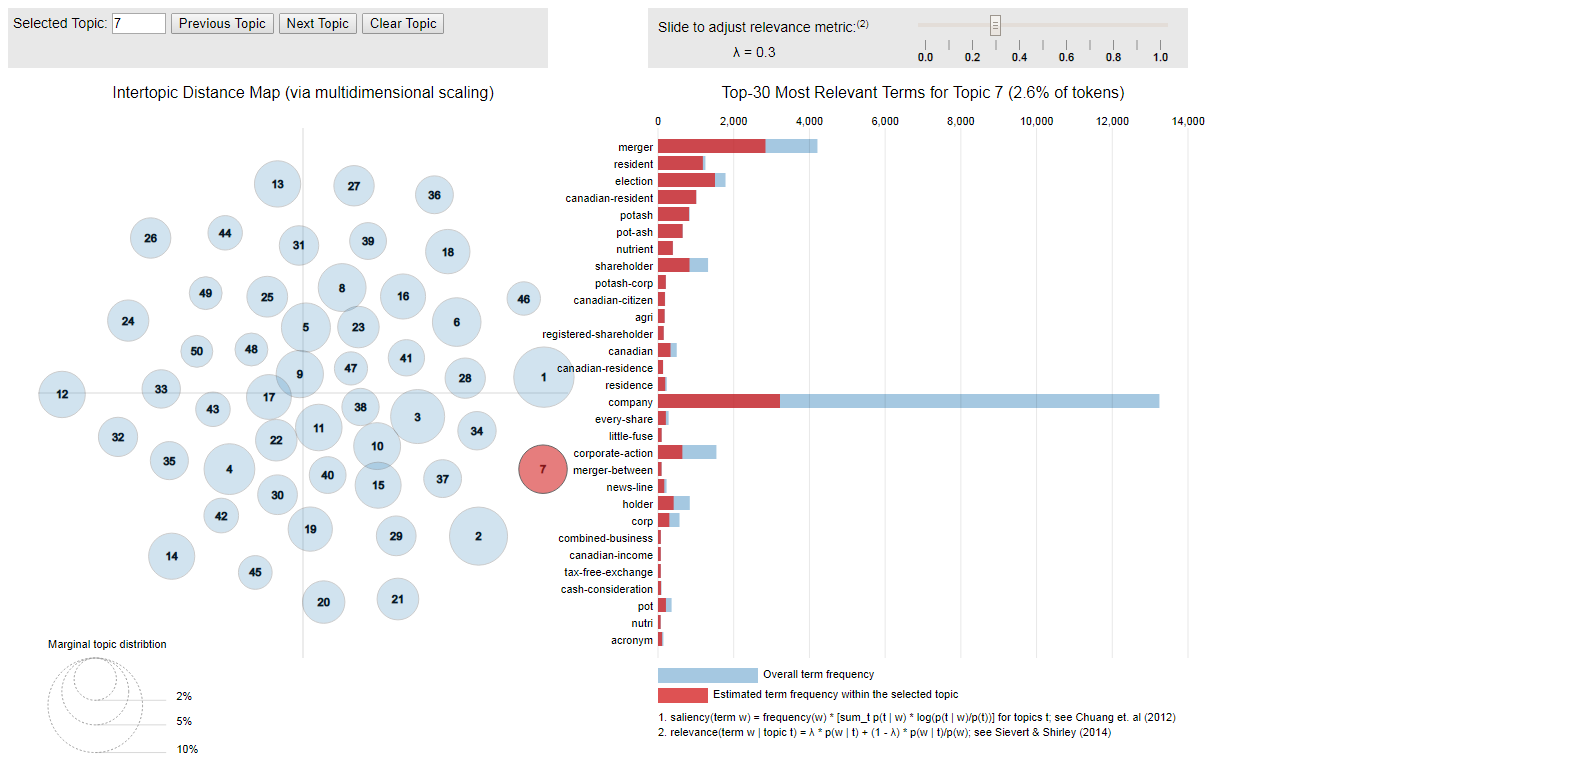 Selected Topic: 7 Previous Topic Next Topic Clear Topic
Slide to adjust relevance metric:(2)
λ = 0.3
0.0 0.2 0.4 0.6 0.8 1.0
Intertopic Distance Map (via multidimensional scaling)
13
27
36
26
44
31
39
18
49
25
8
16
46
24
5
23
6
50
48
41
9
47
28
1
12
33
17
43
38
3
32
11
34
22
10
35
4
40
37
7
15
30
42
19
29
2
14
45
20
21
Marginal topic distribtion
2%
5%
10%
Top-30 Most Relevant Terms for Topic 7 (2.6% of tokens)
0 2,000 4,000 6,000 8,000 10,000 12,000 14,000
merger
resident
election
canadian-resident
potash
pot-ash
nutrient
shareholder
potash-corp
canadian-citizen
agri
registered-shareholder
canadian
canadian-residence
residence
company
every-share
little-fuse
corporate-action
merger-between
news-line
holder
corp
combined-business
canadian-income
tax-free-exchange
cash-consideration
pot
nutri
acronym
Overall term frequency
Estimated term frequency within the selected topic
1. saliency(term w) = frequency(w) * [sum_t p(t | w) * log(p(t | w)/p(t))] for topics t; see Chuang et. al (2012)
2. relevance(term w | topic t) = λ * p(w | t) + (1 - λ) * p(w | t)/p(w); see Sievert & Shirley (2014)